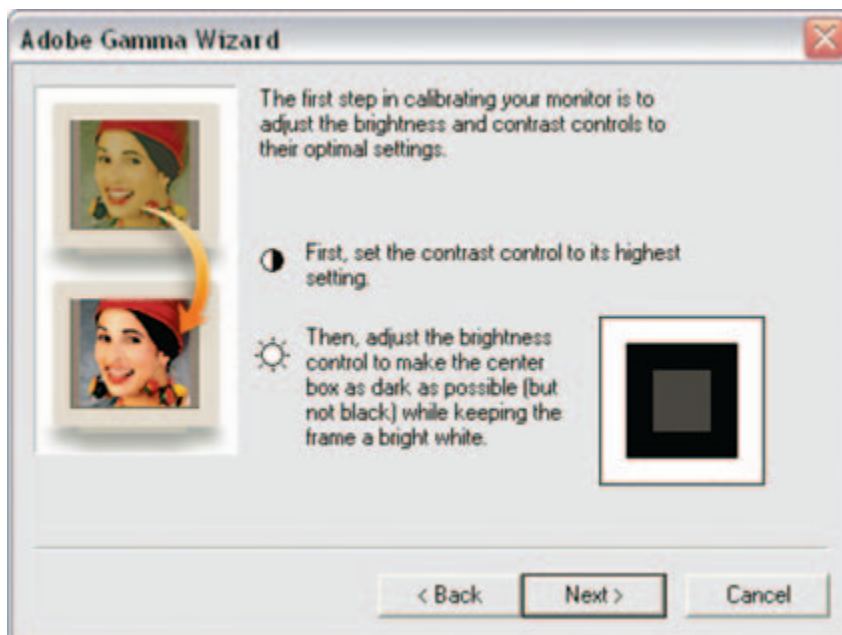 Adobe Gamma Wizard
The first step in calibrating your monitor is to
adjust the brightness and contrast controls to
their optimal settings.
First, set the contrast control to its highest
setting.
Then, adjust the brightness
control to make the center
box as dark as possible (but
not black) while keeping the
frame a bright white.
< Back
Next >
Cancel